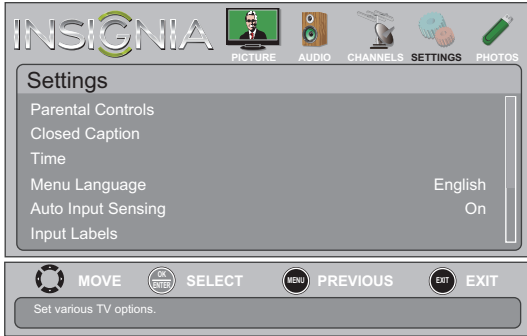 INSIGNIA
PICTURE AUDIO CHANNELS SETTINGS PHOTOS
Settings
Parental Controls
Closed Caption
Time
Menu Language English
Auto Input Sensing On
Input Labels
MOVE OK ENTER SELECT MENU PREVIOUS EXIT EXIT
Set various TV options.